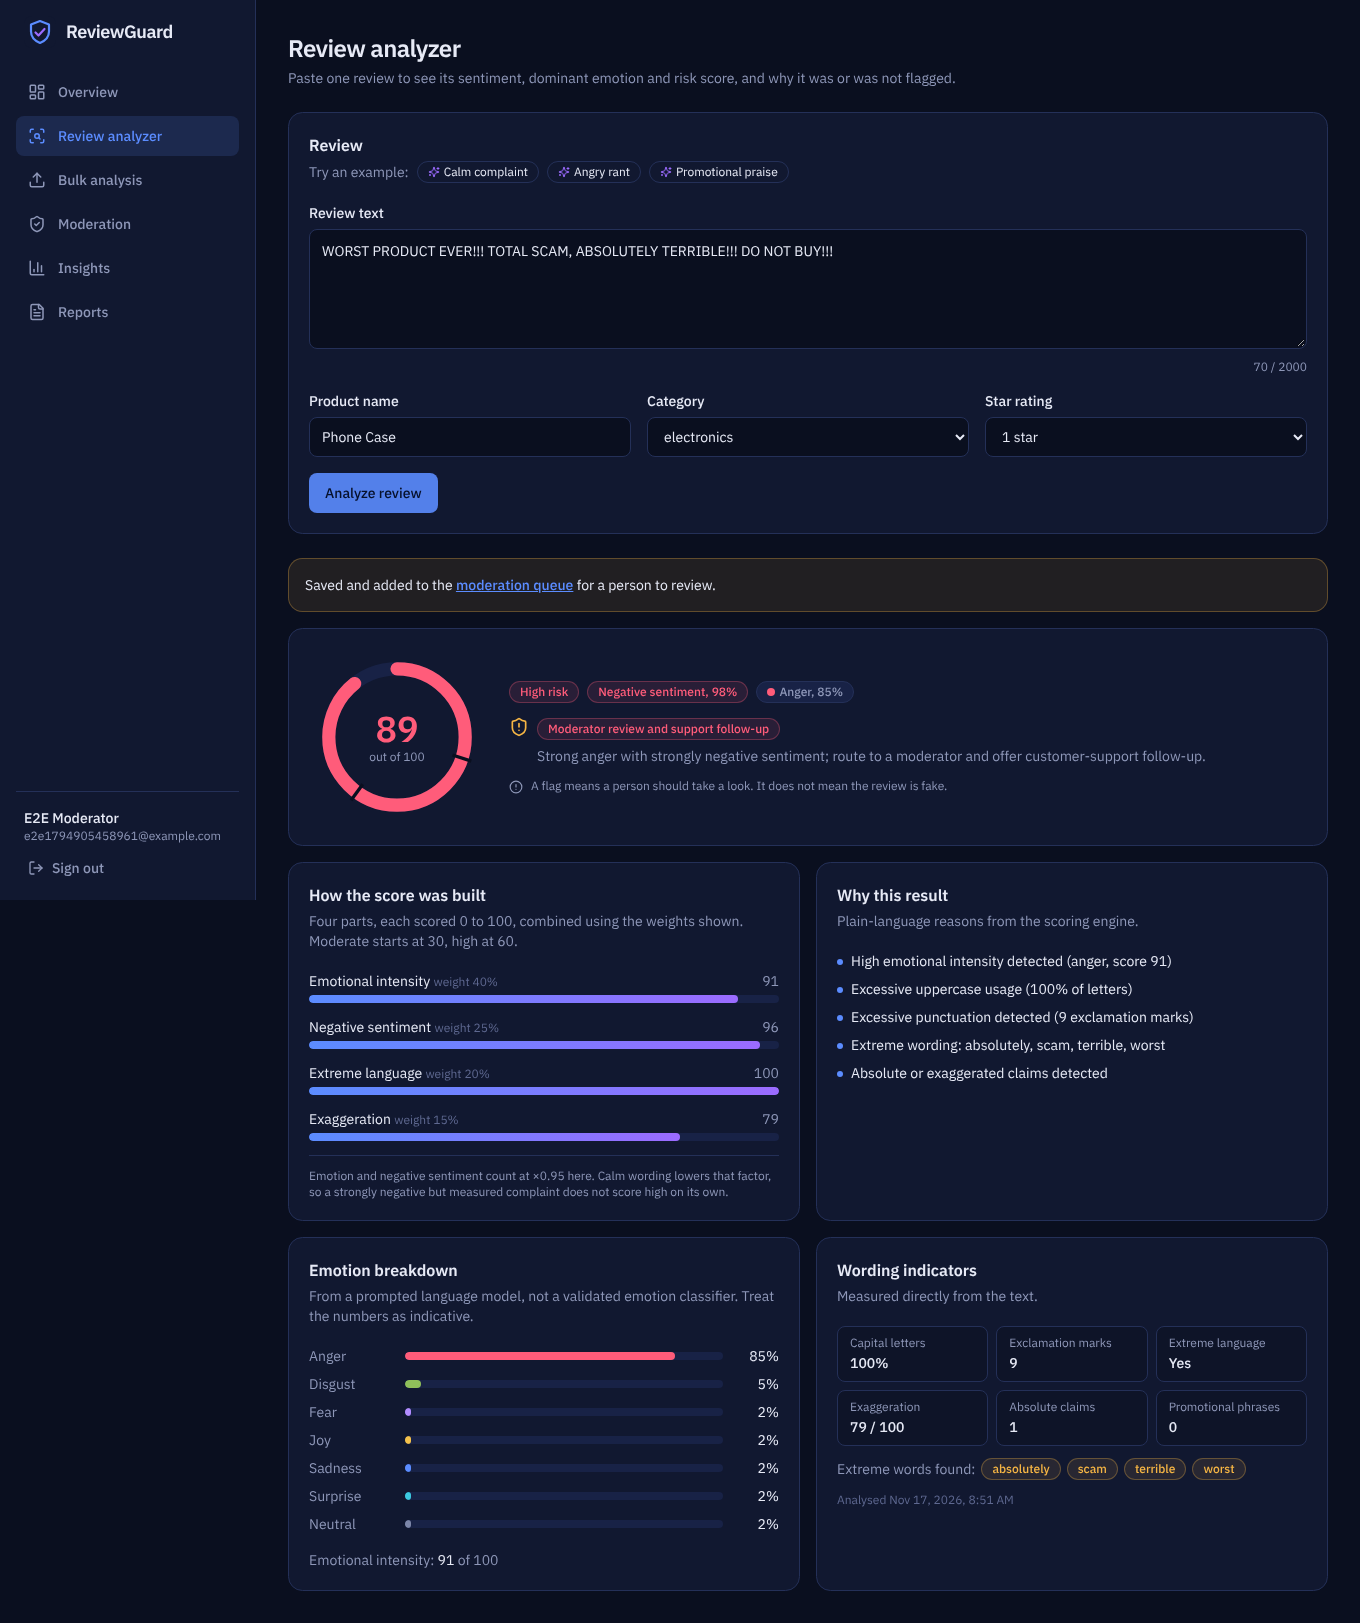 ReviewGuard
Overview
Review analyzer
Bulk analysis
Moderation
Insights
Reports
E2E Moderator
e2e1794905458961@example.com
Sign out
Review analyzer
Paste one review to see its sentiment, dominant emotion and risk score, and why it was or was not flagged.
Review
Try an example: Calm complaint Angry rant Promotional praise
Review text
WORST PRODUCT EVER!!! TOTAL SCAM, ABSOLUTELY TERRIBLE!!! DO NOT BUY!!!
70 / 2000
Product name Category Star rating
Phone Case electronics 1 star
Analyze review
Saved and added to the moderation queue for a person to review.
89
out of 100
High risk Negative sentiment, 98% Anger, 85%
Moderator review and support follow-up
Strong anger with strongly negative sentiment; route to a moderator and offer customer-support follow-up.
A flag means a person should take a look. It does not mean the review is fake.
How the score was built
Four parts, each scored 0 to 100, combined using the weights shown.
Moderate starts at 30, high at 60.
Emotional intensity weight 40% 91
Negative sentiment weight 25% 96
Extreme language weight 20% 100
Exaggeration weight 15% 79
Emotion and negative sentiment count at ×0.95 here. Calm wording lowers that factor,
so a strongly negative but measured complaint does not score high on its own.
Why this result
Plain-language reasons from the scoring engine.
High emotional intensity detected (anger, score 91)
Excessive uppercase usage (100% of letters)
Excessive punctuation detected (9 exclamation marks)
Extreme wording: absolutely, scam, terrible, worst
Absolute or exaggerated claims detected
Emotion breakdown
From a prompted language model, not a validated emotion classifier. Treat
the numbers as indicative.
Anger 85%
Disgust 5%
Fear 2%
Joy 2%
Sadness 2%
Surprise 2%
Neutral 2%
Emotional intensity: 91 of 100
Wording indicators
Measured directly from the text.
Capital letters Exclamation marks Extreme language
100% 9 Yes
Exaggeration Absolute claims Promotional phrases
79 / 100 1 0
Extreme words found: absolutely scam terrible worst
Analysed Nov 17, 2026, 8:51 AM